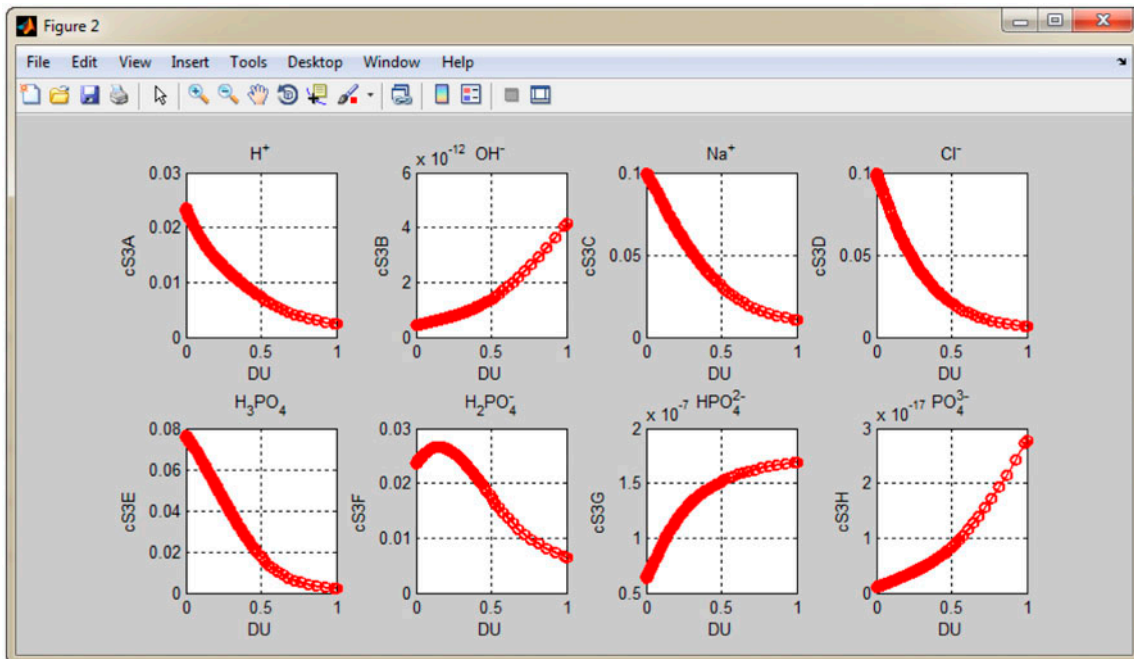 Figure 2
File Edit View Insert Tools Desktop Window Help
H⁺
cS3A
0.03
0.02
0.01
0
0 0.5 1
DU
x 10⁻¹² OH⁻
cS3B
6
4
2
0
0 0.5 1
DU
Na⁺
cS3C
0.1
0.05
0
0 0.5 1
DU
Cl⁻
cS3D
0.1
0.05
0
0 0.5 1
DU
H₃PO₄
cS3E
0.08
0.06
0.04
0.02
0
0 0.5 1
DU
H₂PO₄⁻
cS3F
0.03
0.02
0.01
0
0 0.5 1
DU
x 10⁻⁷ HPO₄²⁻
cS3G
2
1.5
1
0.5
0 0.5 1
DU
x 10⁻¹⁷ PO₄³⁻
cS3H
3
2
1
0
0 0.5 1
DU